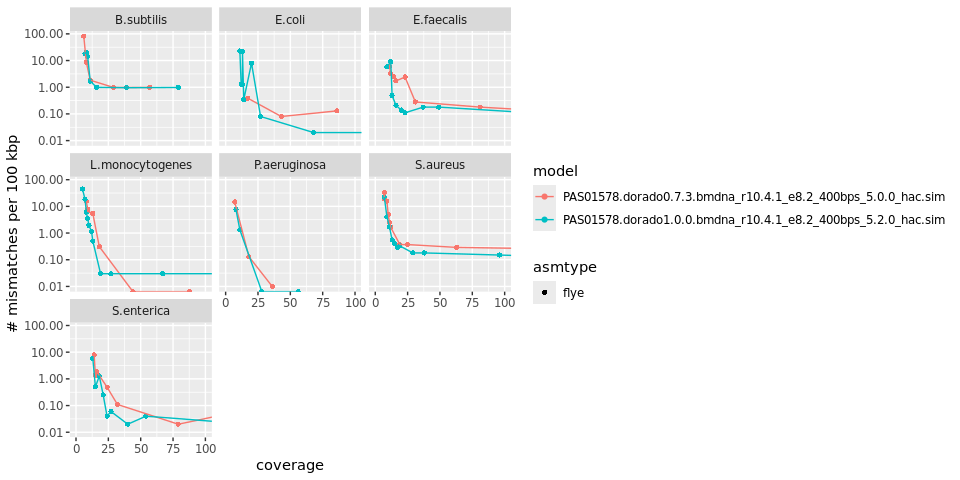 B.subtilis E.coli E.faecalis
100.00
10.00
1.00
0.10
0.01
L.monocytogenes P.aeruginosa S.aureus
100.00
10.00
1.00
0.10
0.01
0 25 50 75 100 0 25 50 75 100
S.enterica
100.00
10.00
1.00
0.10
0.01
0 25 50 75 100
coverage
# mismatches per 100 kbp
model
PAS01578.dorado0.7.3.bmdna_r10.4.1_e8.2_400bps_5.0.0_hac.sim
PAS01578.dorado1.0.0.bmdna_r10.4.1_e8.2_400bps_5.2.0_hac.sim
asmtype
flye